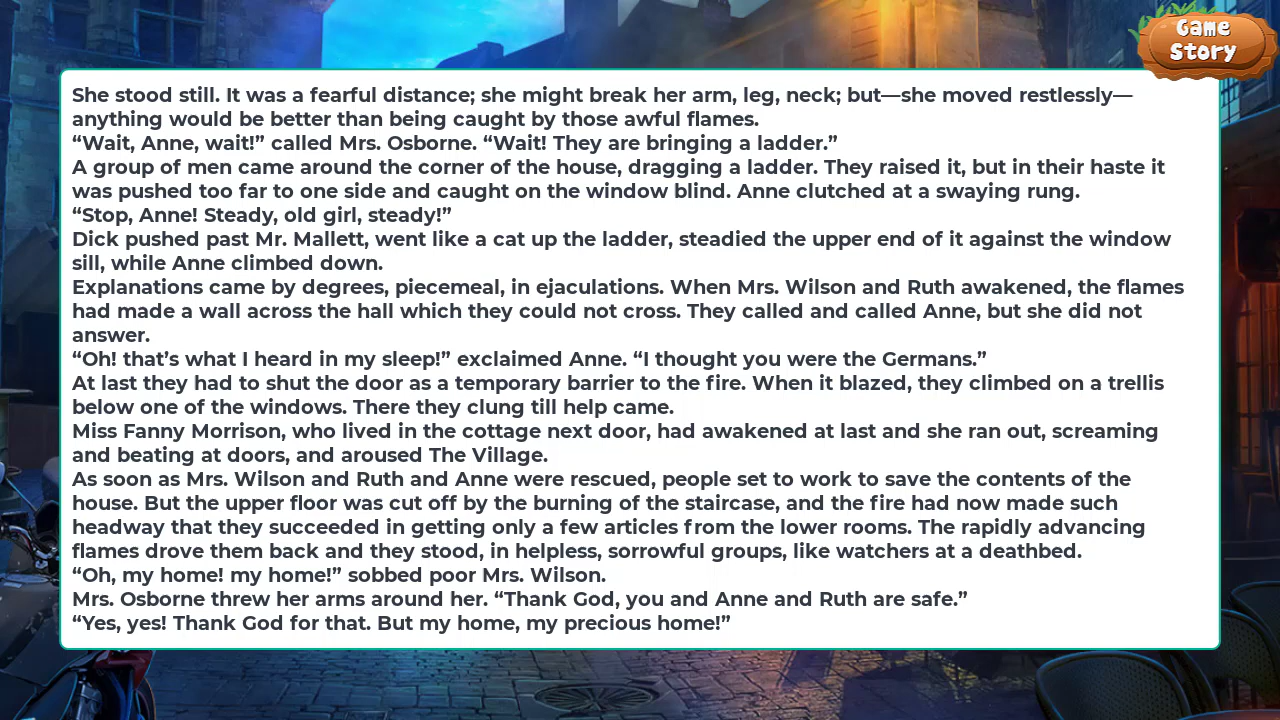 Game
Story
She stood still. It was a fearful distance; she might break her arm, leg, neck; but—she moved restlessly—
anything would be better than being caught by those awful flames.
“Wait, Anne, wait!” called Mrs. Osborne. “Wait! They are bringing a ladder.”
A group of men came around the corner of the house, dragging a ladder. They raised it, but in their haste it
was pushed too far to one side and caught on the window blind. Anne clutched at a swaying rung.
“Stop, Anne! Steady, old girl, steady!”
Dick pushed past Mr. Mallett, went like a cat up the ladder, steadied the upper end of it against the window
sill, while Anne climbed down.
Explanations came by degrees, piecemeal, in ejaculations. When Mrs. Wilson and Ruth awakened, the flames
had made a wall across the hall which they could not cross. They called and called Anne, but she did not
answer.
“Oh! that’s what I heard in my sleep!” exclaimed Anne. “I thought you were the Germans.”
At last they had to shut the door as a temporary barrier to the fire. When it blazed, they climbed on a trellis
below one of the windows. There they clung till help came.
Miss Fanny Morrison, who lived in the cottage next door, had awakened at last and she ran out, screaming
and beating at doors, and aroused The Village.
As soon as Mrs. Wilson and Ruth and Anne were rescued, people set to work to save the contents of the
house. But the upper floor was cut off by the burning of the staircase, and the fire had now made such
headway that they succeeded in getting only a few articles from the lower rooms. The rapidly advancing
flames drove them back and they stood, in helpless, sorrowful groups, like watchers at a deathbed.
“Oh, my home! my home!” sobbed poor Mrs. Wilson.
Mrs. Osborne threw her arms around her. “Thank God, you and Anne and Ruth are safe.”
“Yes, yes! Thank God for that. But my home, my precious home!”